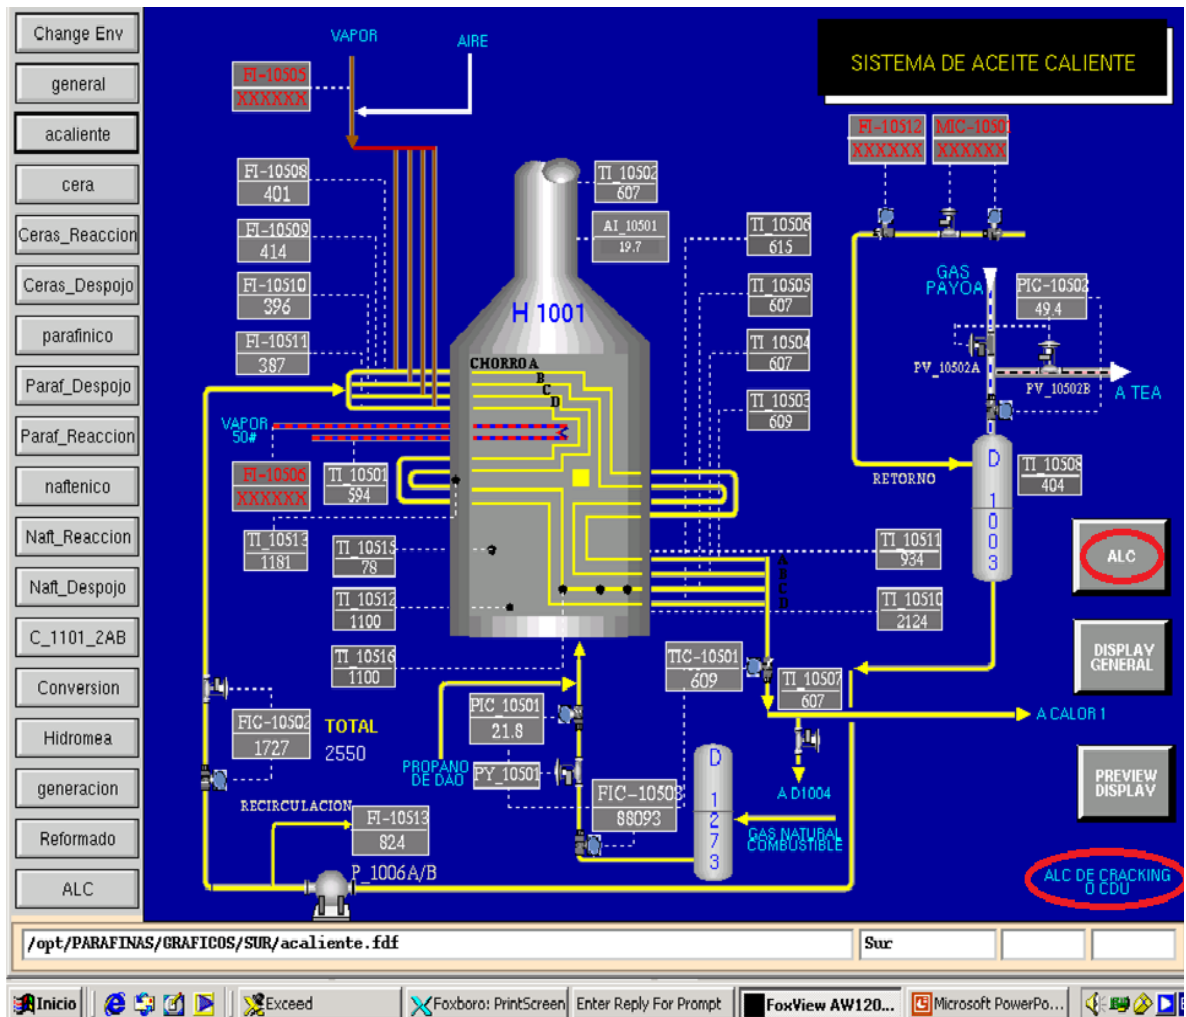 Change Env
general
acaliente
cera
Ceras_Reaccion
Ceras_Despojo
parafinico
Paraf_Despojo
Paraf_Reaccion
naftenico
Naft_Reaccion
Naft_Despojo
C_1101_2AB
Conversion
Hidromea
generacion
Reformado
ALC
SISTEMA DE ACEITE CALIENTE
VAPOR
AIRE
FI-10505
XXXXXX
FI-10508
401
FI-10509
414
FI-10510
396
FI-10511
387
TI_10502
607
AI_10501
19.7
H 1001
CHORRO A
B
C
D
TI_10506
615
TI_10505
607
TI_10504
607
TI_10503
609
FI-10512
XXXXXX
MIC-10501
XXXXXX
GAS
PAYOA
PIC-10502
49.4
PV_10502A
PV_10502B
A TEA
RETORNO
D
1
0
0
3
TI_10508
404
VAPOR
50#
FI-10506
XXXXXX
TI_10501
594
TI_10513
1181
TI_10515
78
TI_10512
1100
TI_10516
1100
TI_10511
934
A
B
C
D
TI_10510
2124
TIC-10501
609
TI_10507
607
A CALOR 1
A D1004
PIC_10501
21.8
PY_10501
PROPANO
DE DAO
FIC-10503
88093
D
1
2
7
3
GAS NATURAL
COMBUSTIBLE
FIC-10502
1727
TOTAL
2550
RECIRCULACION
FI-10513
824
P_1006A/B
ALC
DISPLAY
GENERAL
PREVIEW
DISPLAY
ALC DE CRACKING
O CDU
/opt/PARAFINAS/GRAFICOS/SUR/acaliente.fdf
Sur
Inicio
Exceed
Foxboro: PrintScreen
Enter Reply For Prompt
FoxView AW120...
Microsoft PowerPo...